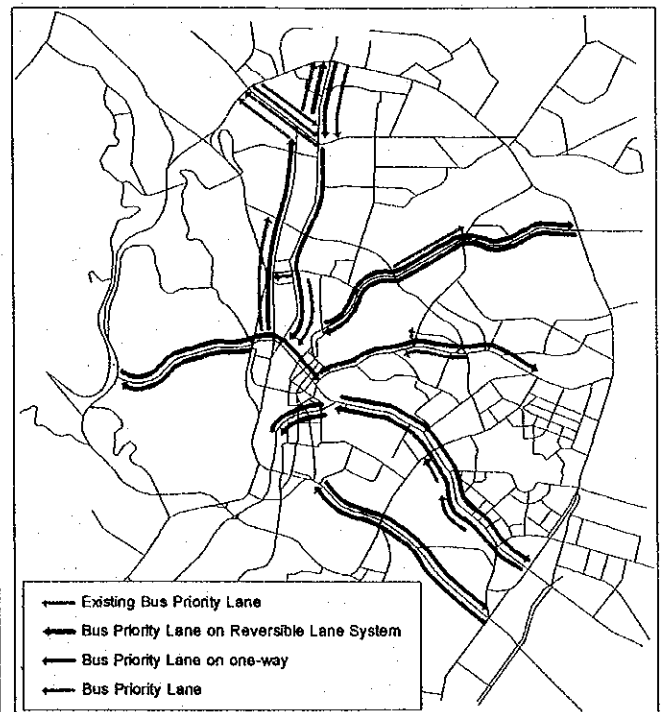 Existing Bus Priority Lane
Bus Priority Lane on Reversible Lane System
Bus Priority Lane on one-way
Bus Priority Lane